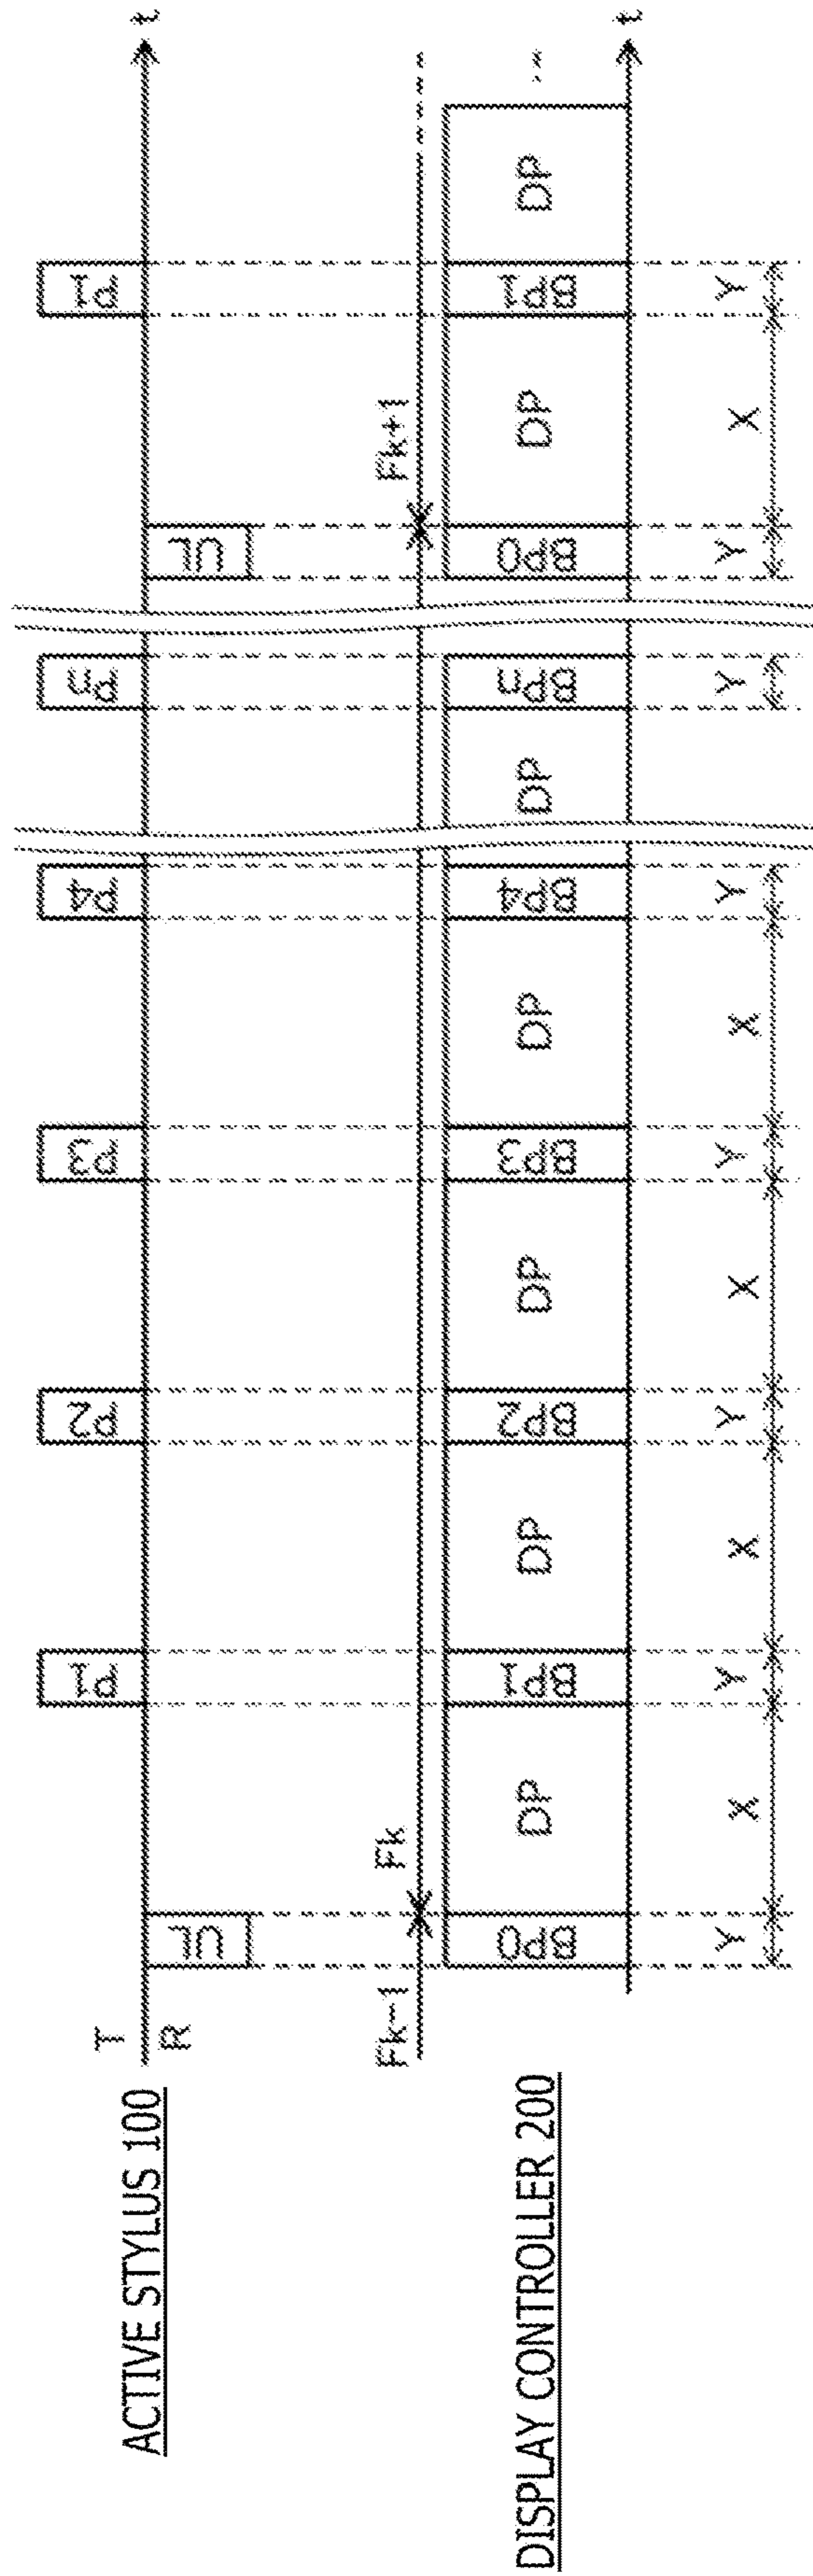 P1 P2 P3 P4 Pn P1
T
ACTIVE STYLUS 100 t
R UL UL
Fk−1 Fk Fk+1
BP0 DP BP1 DP BP2 DP BP3 DP BP4 DP BPn BP0 DP BP1 DP
DISPLAY CONTROLLER 200 t
Y X Y X Y X Y X Y Y Y X Y